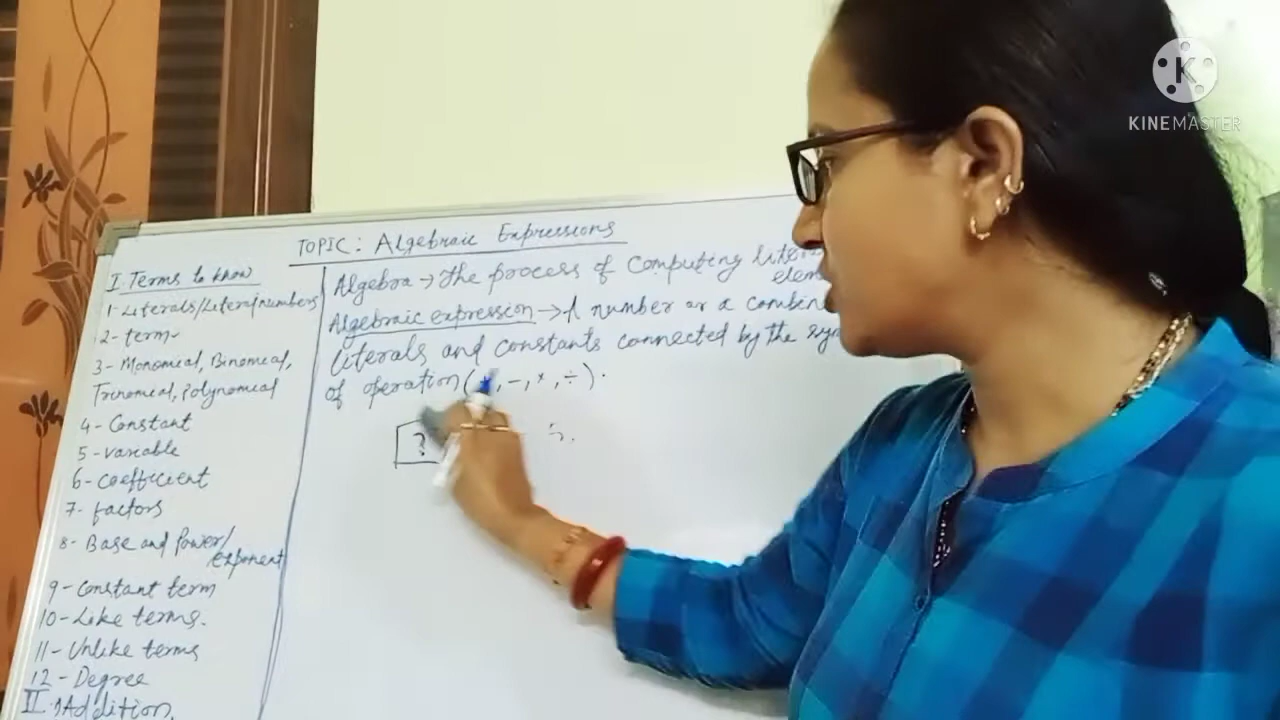 TOPIC: Algebraic Expressions
I Terms to know
1- Literals/Literal numbers
2- term
3- Monomial, Binomial,
Trinomial, Polynomial
4- Constant
5- variable
6- coefficient
7- factors
8- Base and Power/
exponent
9- Constant term
10- Like terms.
11- Unlike terms
12- Degree
II Addition,
Algebra → The process of computing
Algebraic expression → A number or a
literals and constants connected by the
of operation ( , -, ×, ÷).
?
K
KINEMASTER